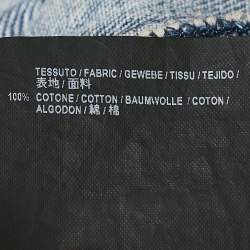 TESSUTO / FABRIC / GEWEBE / TISSU / TEJIDO /
表地 / 面料
100% COTONE / COTTON / BAUMWOLLE / COTON /
ALGODON / 綿 / 棉